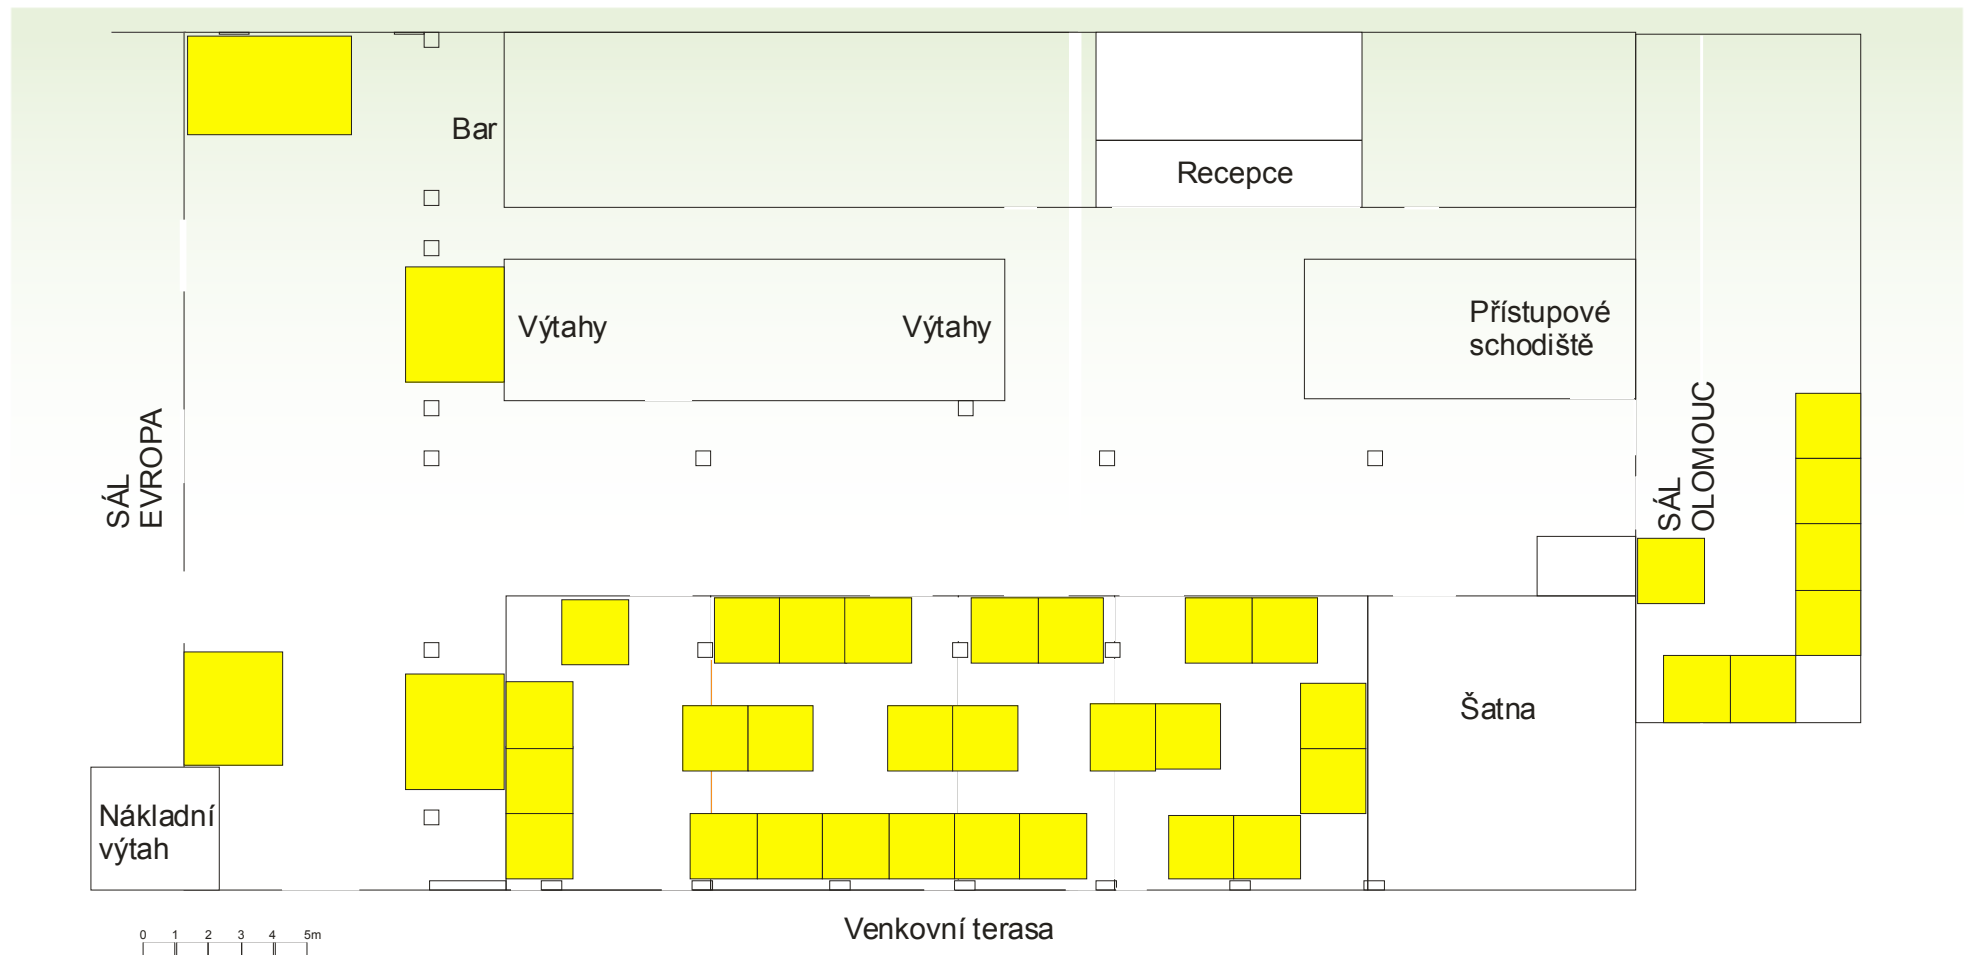 Bar
Recepce
Výtahy
Výtahy
Přístupové
schodiště
SÁL
EVROPA
SÁL
OLOMOUC
Šatna
Nákladní
výtah
Venkovní terasa
0 1 2 3 4 5m